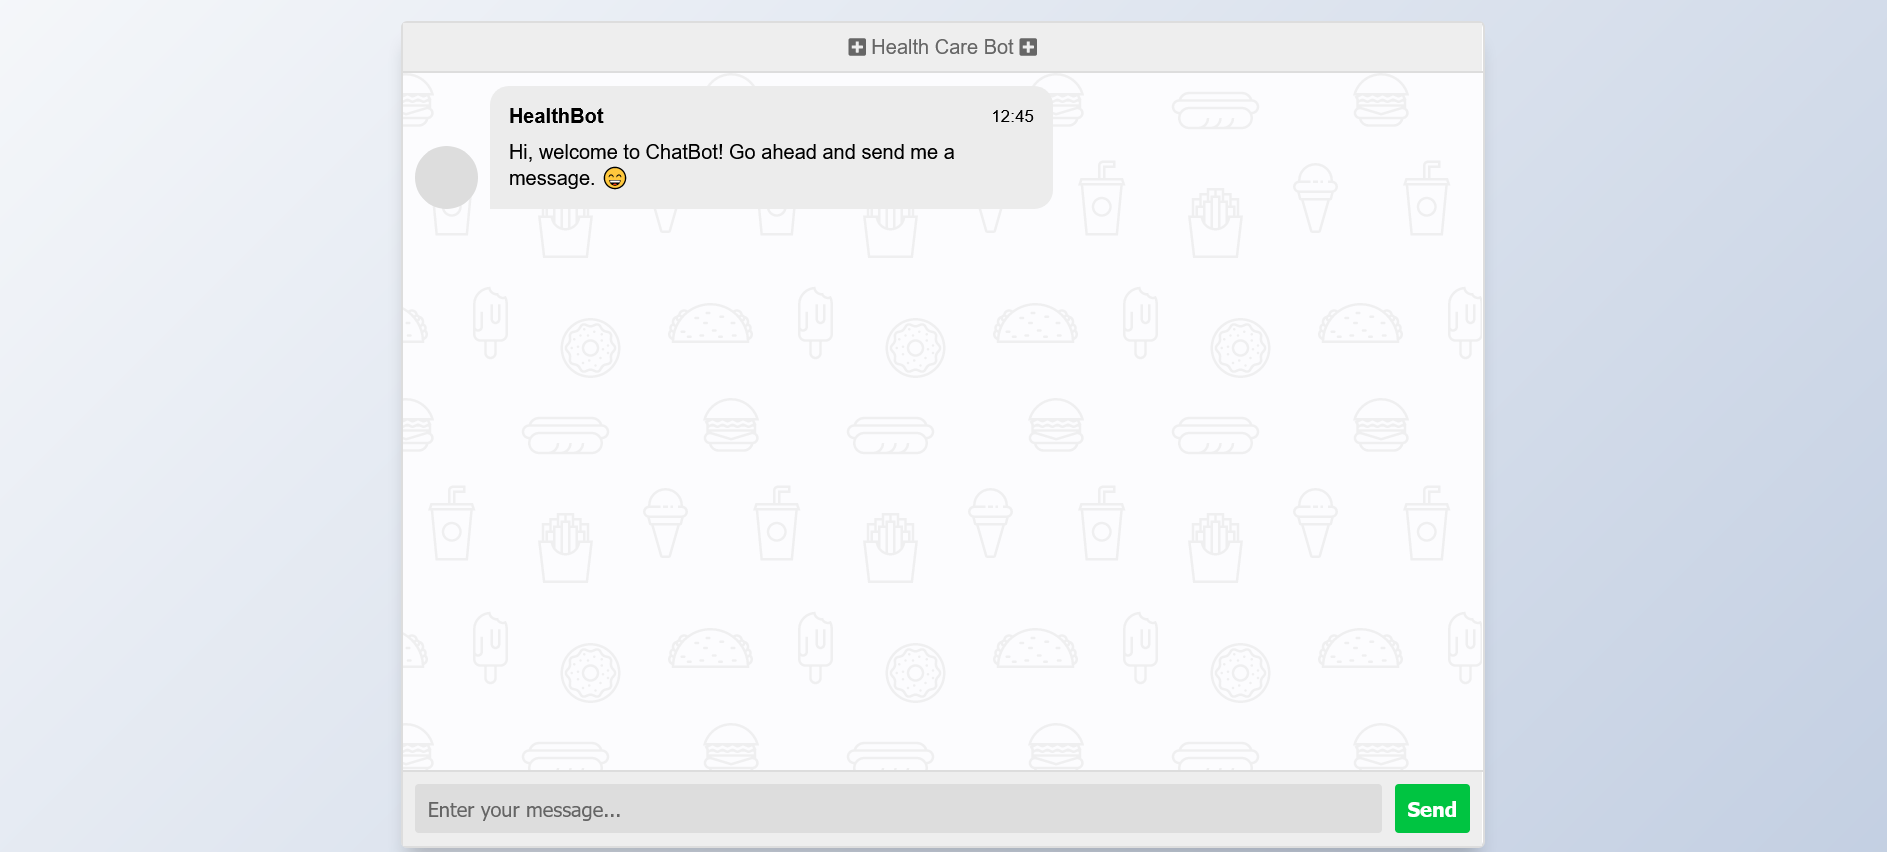 Health Care Bot
HealthBot 12:45
Hi, welcome to ChatBot! Go ahead and send me a
message. 😄
Enter your message...
Send